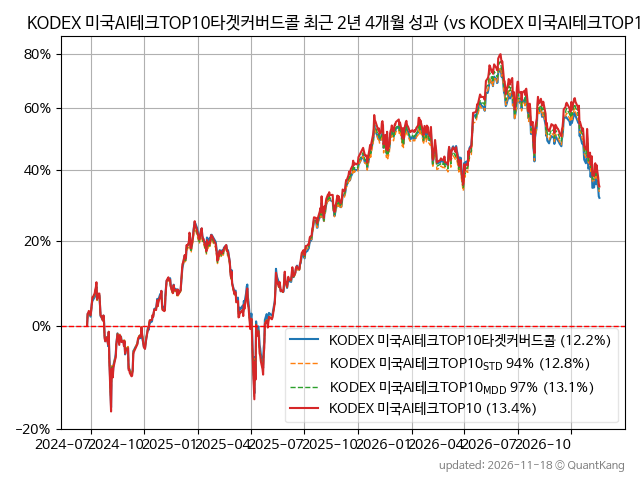 KODEX 미국AI테크TOP10타겟커버드콜 최근 2년 4개월 성과 (vs KODEX 미국AI테크TOP1
80%
60%
40%
20%
0%
-20%
KODEX 미국AI테크TOP10타겟커버드콜 (12.2%)
KODEX 미국AI테크TOP10STD 94% (12.8%)
KODEX 미국AI테크TOP10MDD 97% (13.1%)
KODEX 미국AI테크TOP10 (13.4%)
2024-07 2024-10 2025-01 2025-04 2025-07 2025-10 2026-01 2026-04 2026-07 2026-10
updated: 2026-11-18 © QuantKang